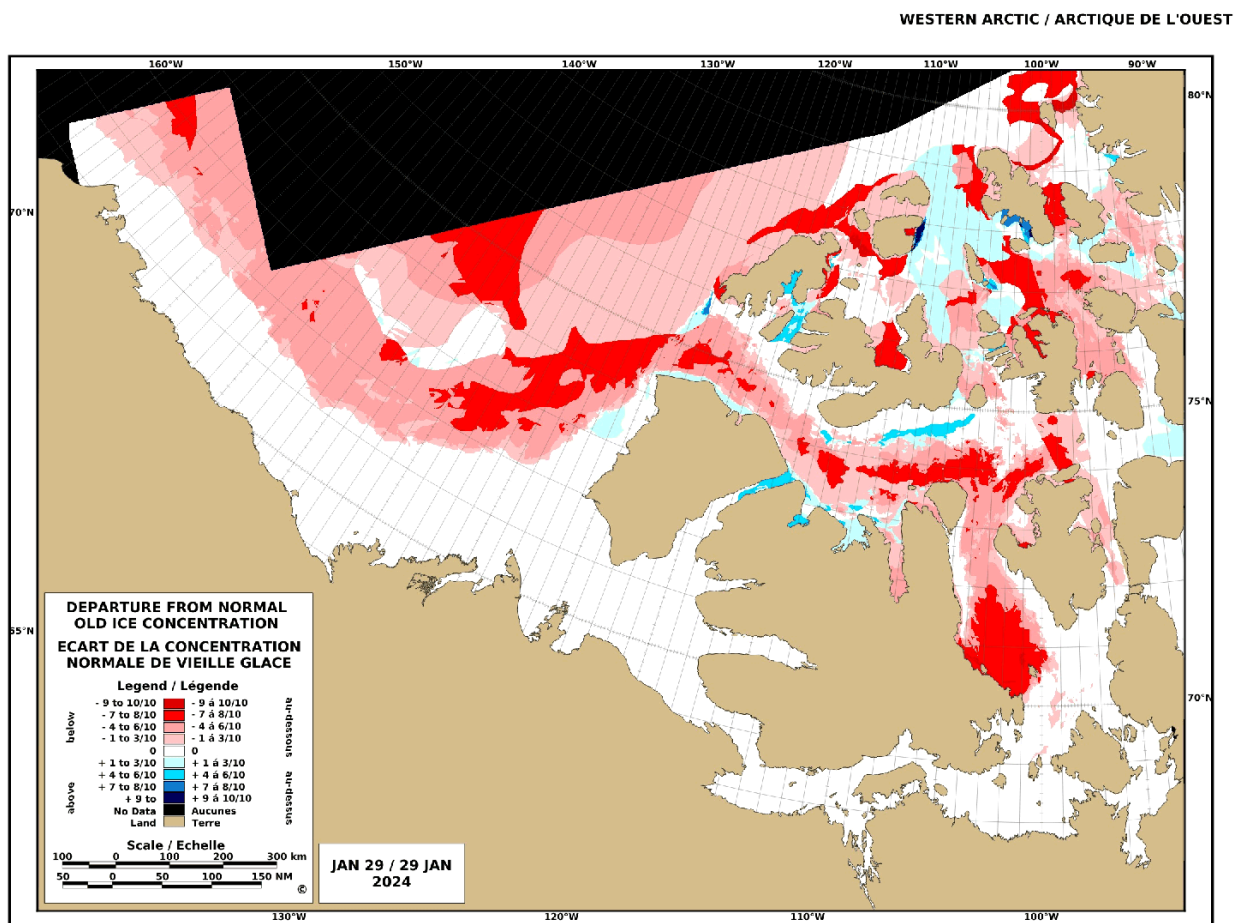 WESTERN ARCTIC / ARCTIQUE DE L'OUEST
160°W 150°W 140°W 130°W 120°W 110°W 100°W 90°W
80°N
70°N
75°N
55°N
70°N
DEPARTURE FROM NORMAL
OLD ICE CONCENTRATION
ECART DE LA CONCENTRATION
NORMALE DE VIEILLE GLACE
Legend / Légende
below
above
- 9 to 10/10 - 9 á 10/10
- 7 to 8/10 - 7 á 8/10
- 4 to 6/10 - 4 á 6/10
- 1 to 3/10 - 1 á 3/10
0 0
+ 1 to 3/10 + 1 á 3/10
+ 4 to 6/10 + 4 á 6/10
+ 7 to 8/10 + 7 á 8/10
+ 9 to + 9 á 10/10
No Data Aucunes
Land Terre
au-dessous
au-dessus
Scale / Echelle
100 0 100 200 300 km
50 0 50 100 150 NM
©
JAN 29 / 29 JAN
2024
130°W 120°W 110°W 100°W